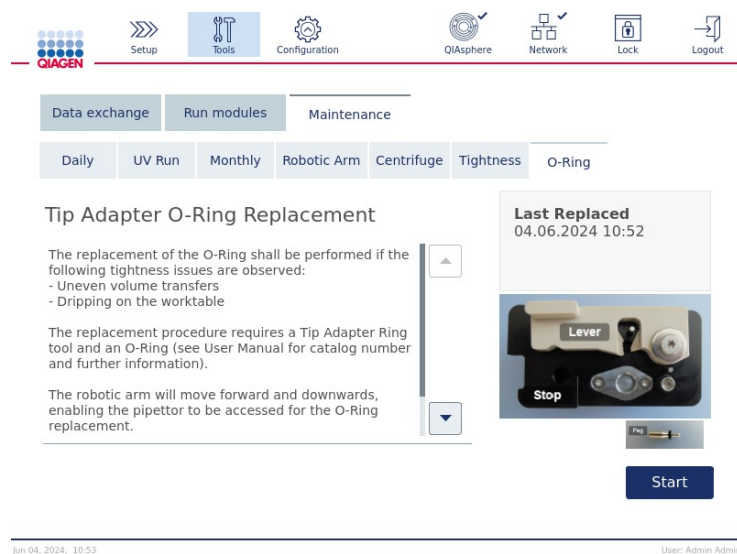 QIAGEN
Setup
Tools
Configuration
QIAsphere
Network
Lock
Logout
Data exchange
Run modules
Maintenance
Daily
UV Run
Monthly
Robotic Arm
Centrifuge
Tightness
O-Ring
Tip Adapter O-Ring Replacement
The replacement of the O-Ring shall be performed if the
following tightness issues are observed:
- Uneven volume transfers
- Dripping on the worktable
The replacement procedure requires a Tip Adapter Ring
tool and an O-Ring (see User Manual for catalog number
and further information).
The robotic arm will move forward and downwards,
enabling the pipettor to be accessed for the O-Ring
replacement.
Last Replaced
04.06.2024 10:52
Lever
Stop
Peg
Start
Jun 04, 2024, 10:53
User: Admin Admi